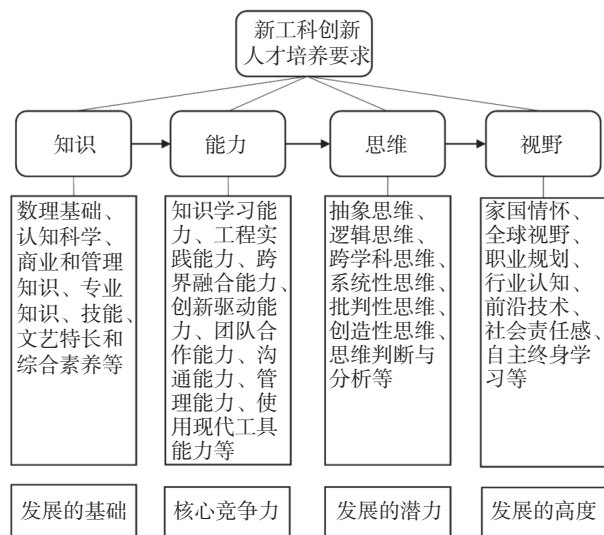 新工科创新
人才培养要求
知识
能力
思维
视野
数理基础、
认知科学、
商业和管理
知识、专业
知识、技能、
文艺特长和
综合素养等
知识学习能
力、工程实
践能力、跨
界融合能力、
创新驱动能
力、团队合
作能力、沟
通能力、管
理能力、使
用现代工具
能力等
抽象思维、
逻辑思维、
跨学科思维、
系统性思维、
批判性思维、
创造性思维、
思维判断与
分析等
家国情怀、
全球视野、
职业规划、
行业认知、
前沿技术、
社会责任感、
自主终身学
习等
发展的基础
核心竞争力
发展的潜力
发展的高度